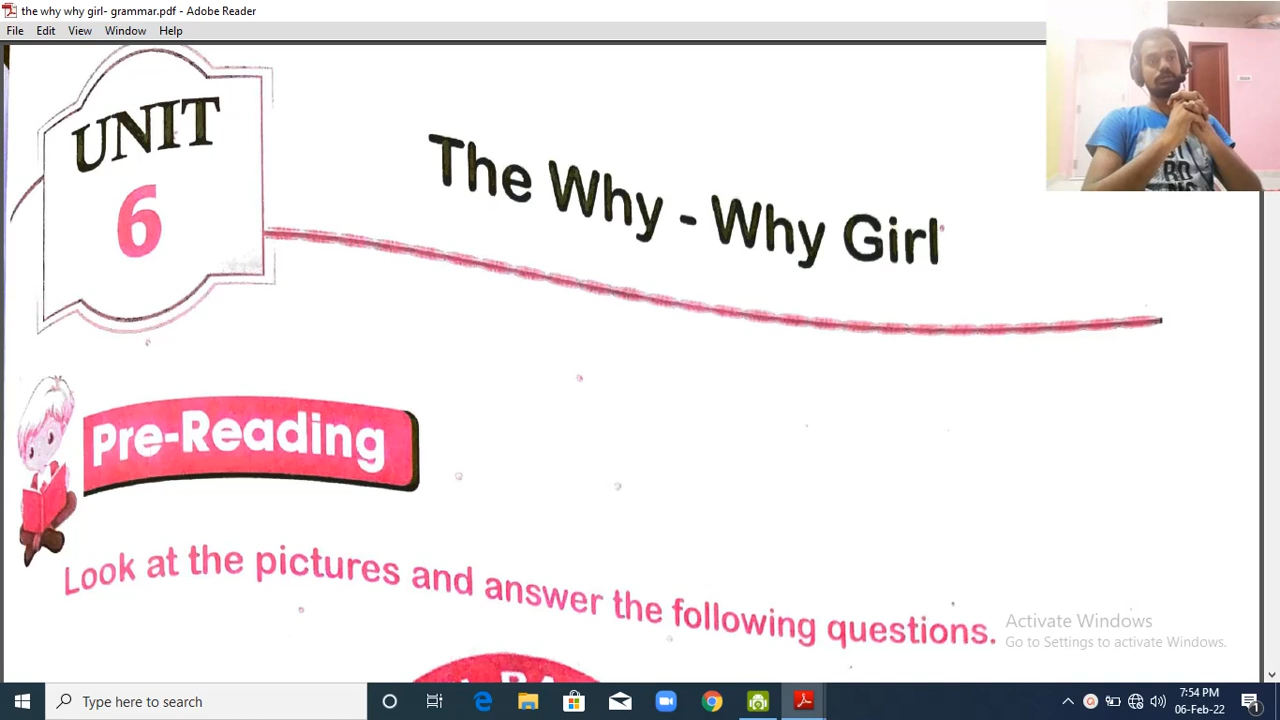 the why why girl- grammar.pdf - Adobe Reader
File Edit View Window Help
UNIT
6
The Why - Why Girl
Pre-Reading
Look at the pictures and answer the following questions.
Activate Windows
Go to Settings to activate Windows.
Type here to search
7:54 PM
06-Feb-22